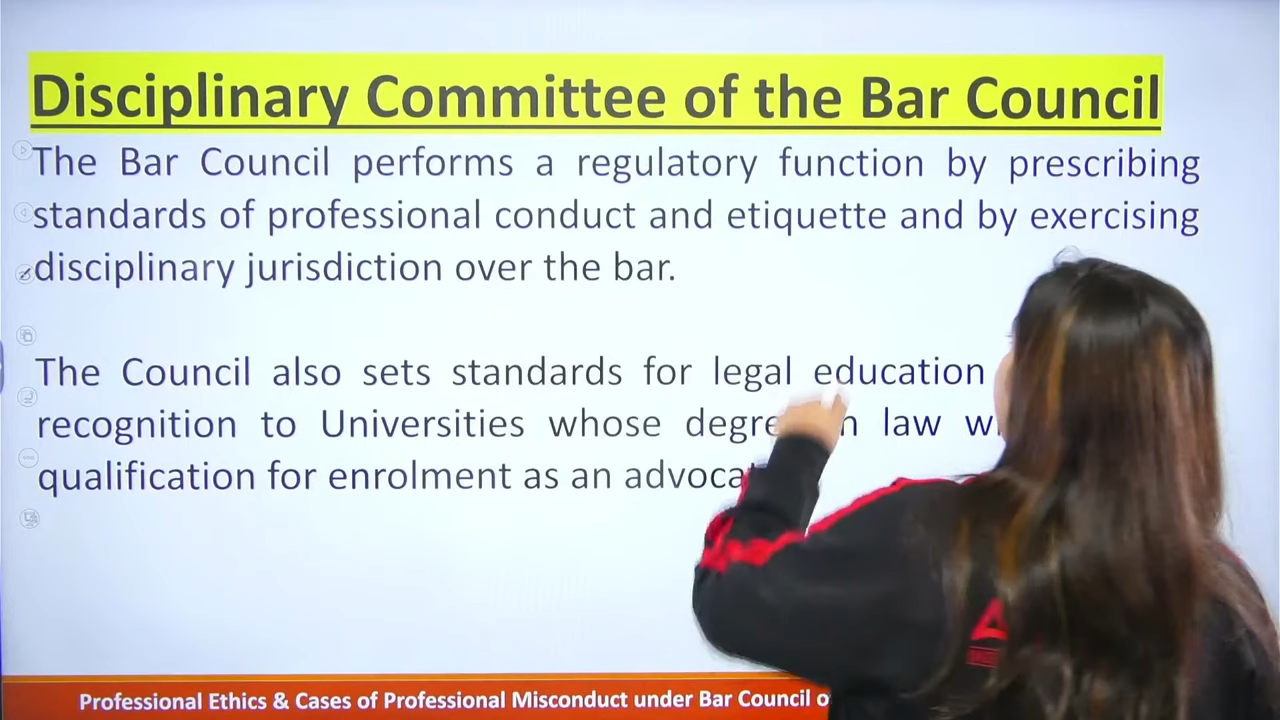 Disciplinary Committee of the Bar Council
The Bar Council performs a regulatory function by prescribing
standards of professional conduct and etiquette and by exercising
disciplinary jurisdiction over the bar.
The Council also sets standards for legal education
recognition to Universities whose law
qualification for enrolment as an
Professional Ethics & Cases of Professional Misconduct under Bar Council